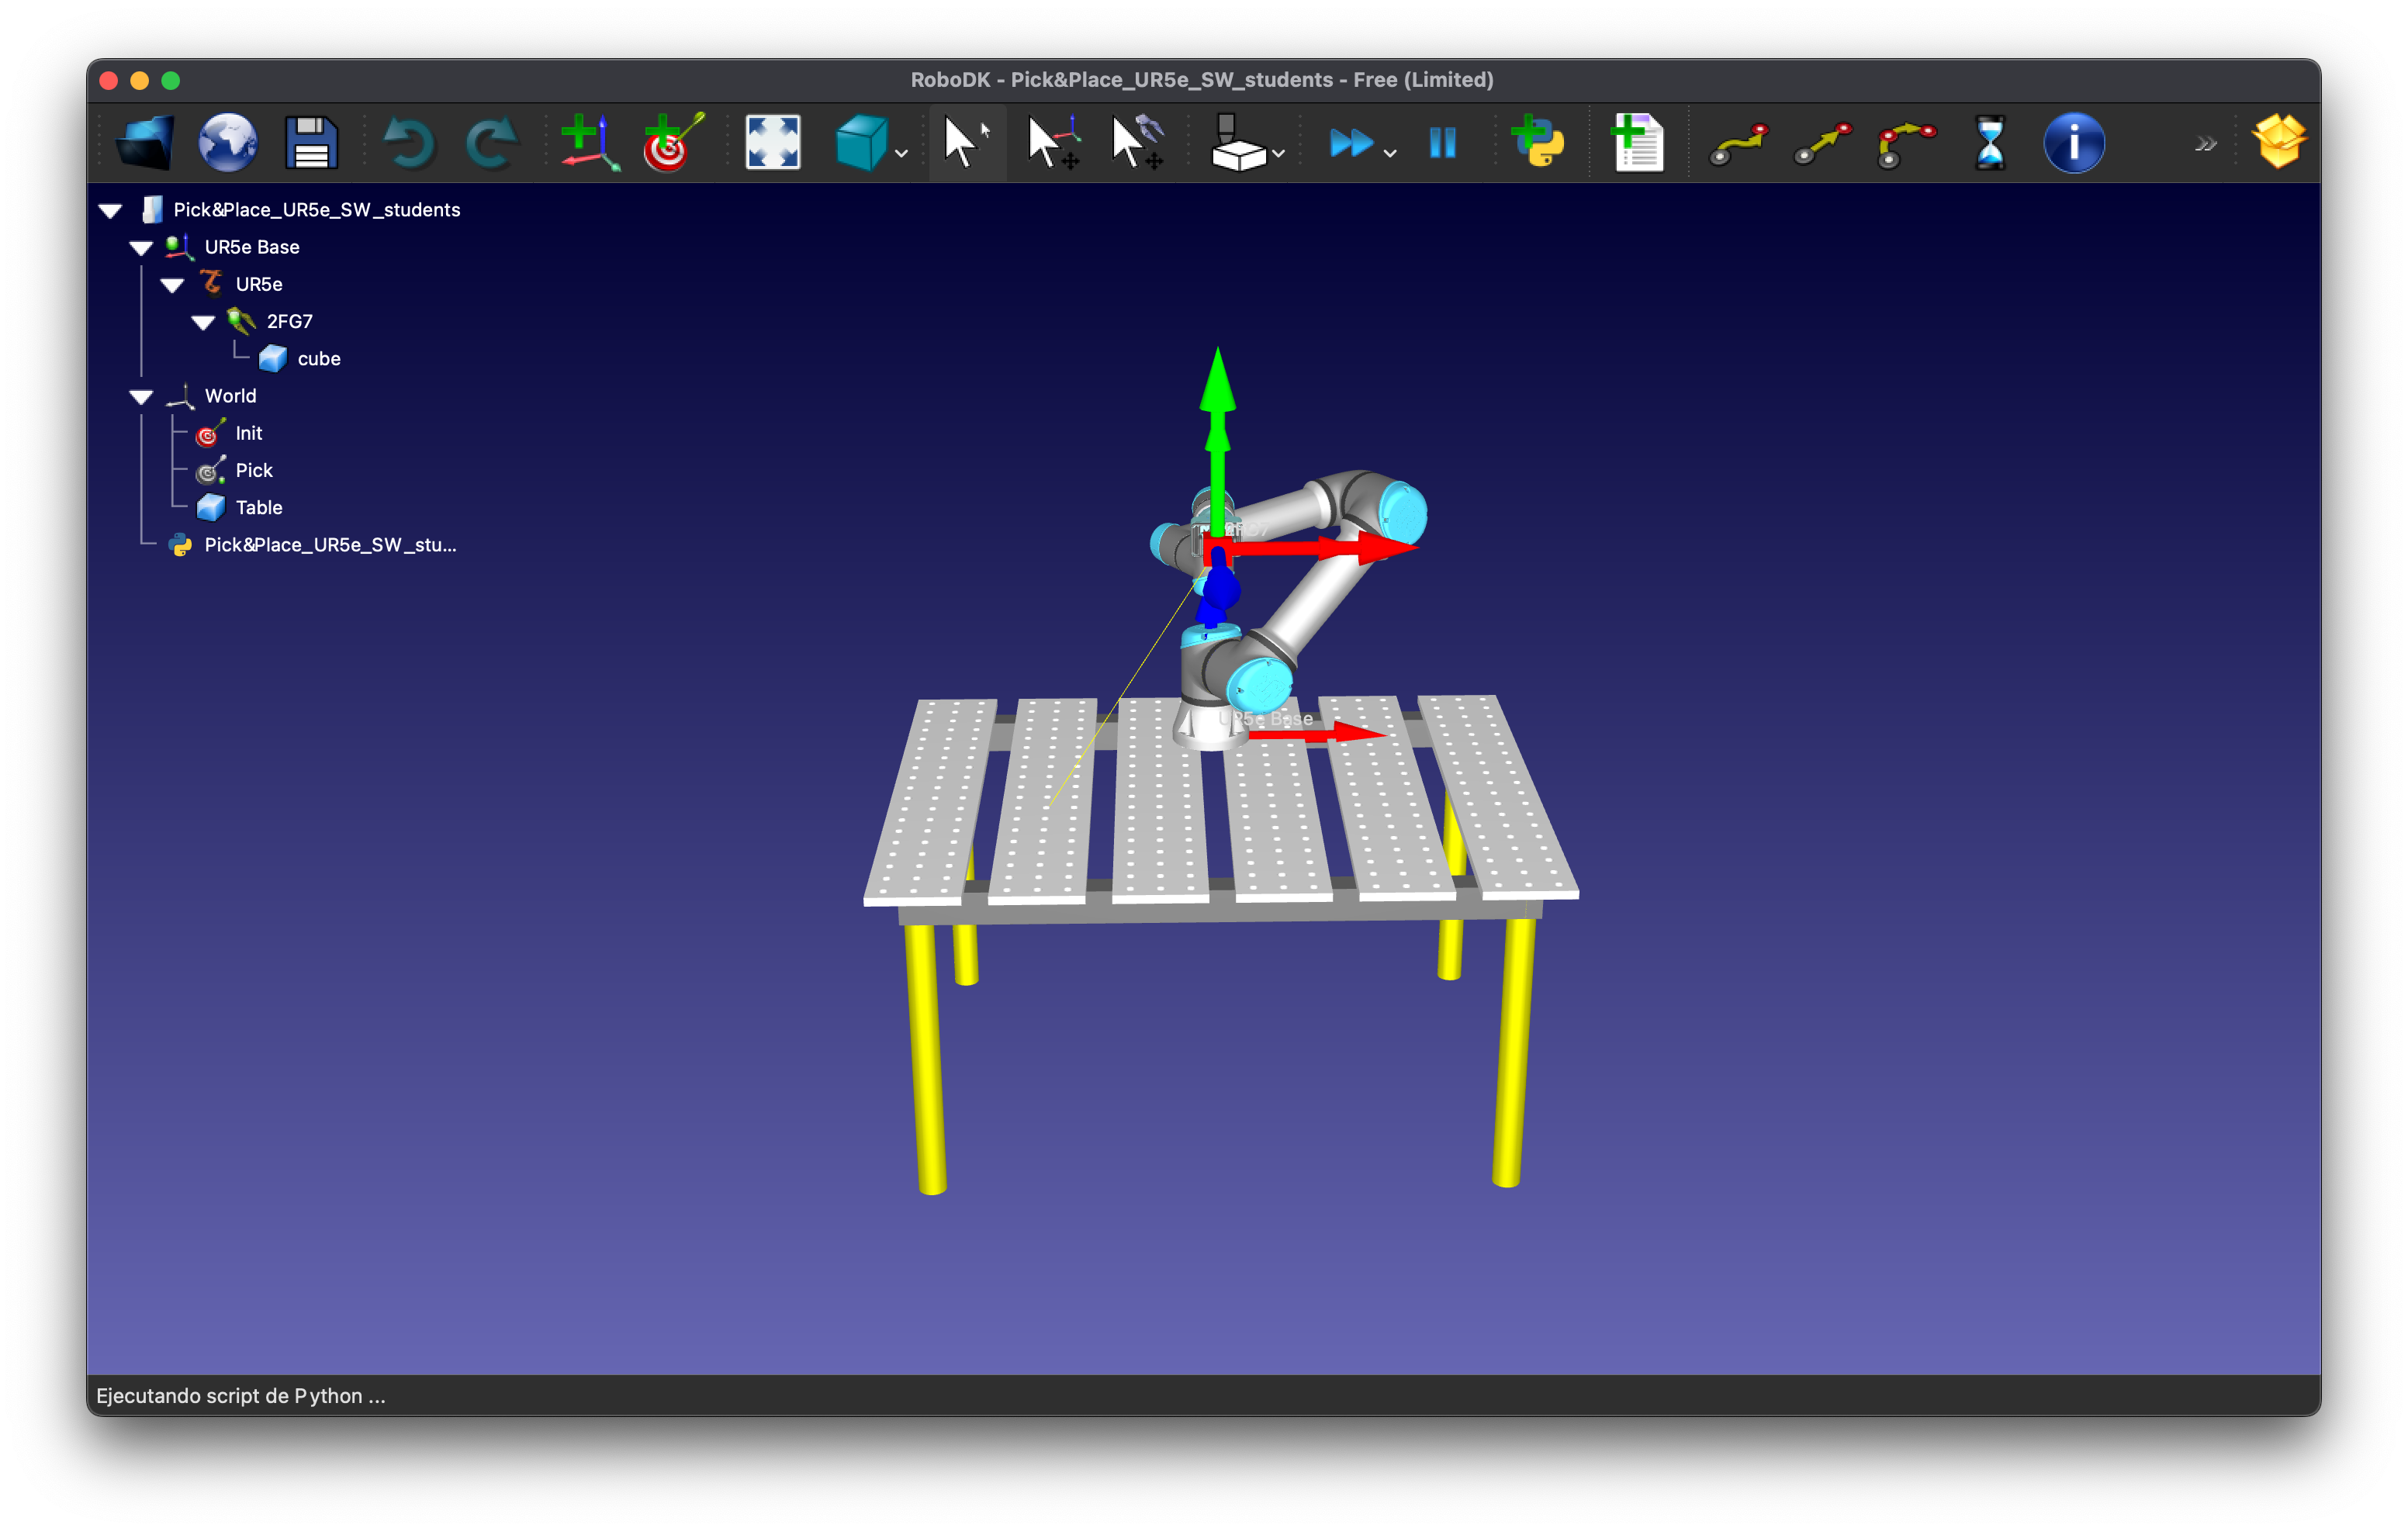 RoboDK - Pick&Place_UR5e_SW_students - Free (Limited)
Pick&Place_UR5e_SW_students
UR5e Base
UR5e
2FG7
cube
World
Init
Pick
Table
Pick&Place_UR5e_SW_stu...
UR5e Base
Ejecutando script de Python ...